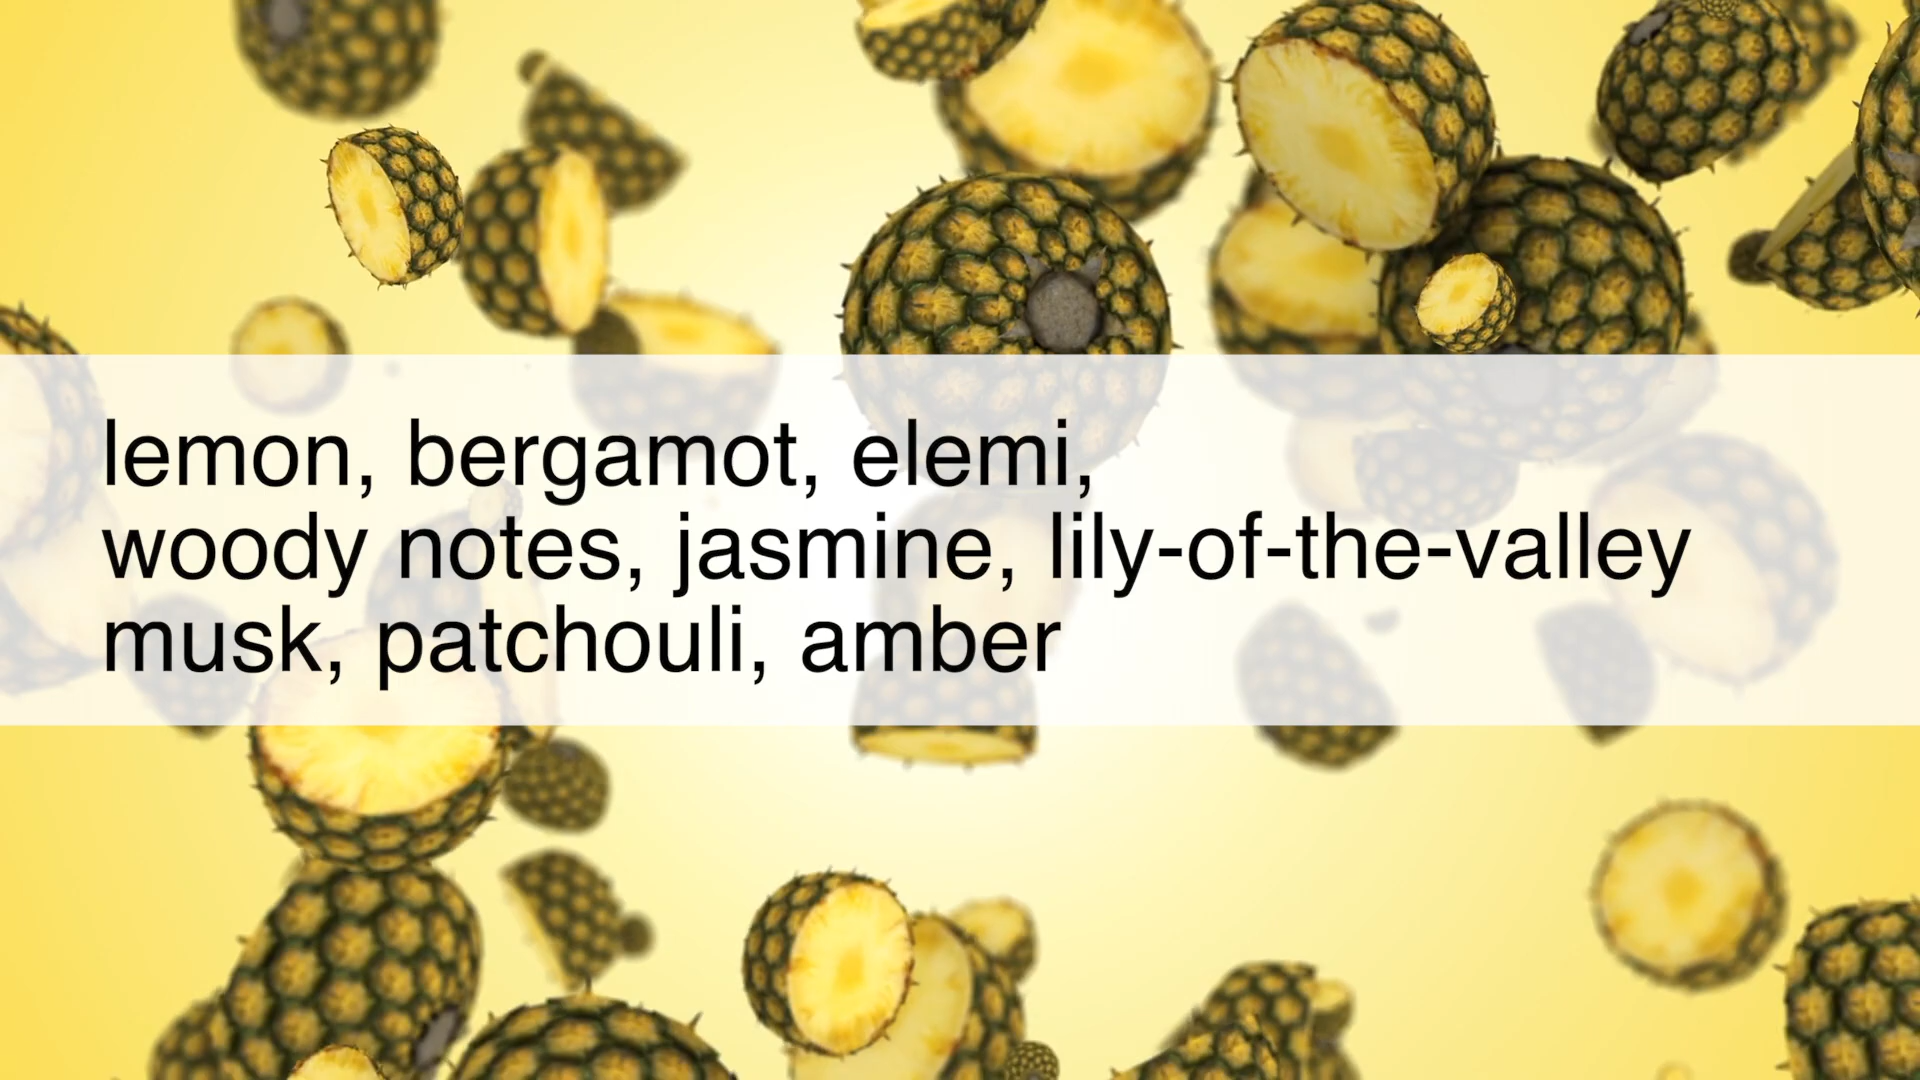 lemon, bergamot, elemi,
woody notes, jasmine, lily-of-the-valley
musk, patchouli, amber